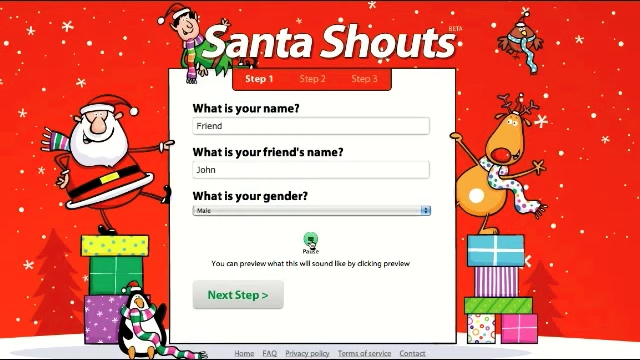 Santa Shouts BETA
Step 1 Step 2 Step 3
What is your name?
Friend
What is your friend's name?
John
What is your gender?
Male
Pause
You can preview what this will sound like by clicking preview
Next Step >
Home FAQ Privacy policy Terms of service Contact